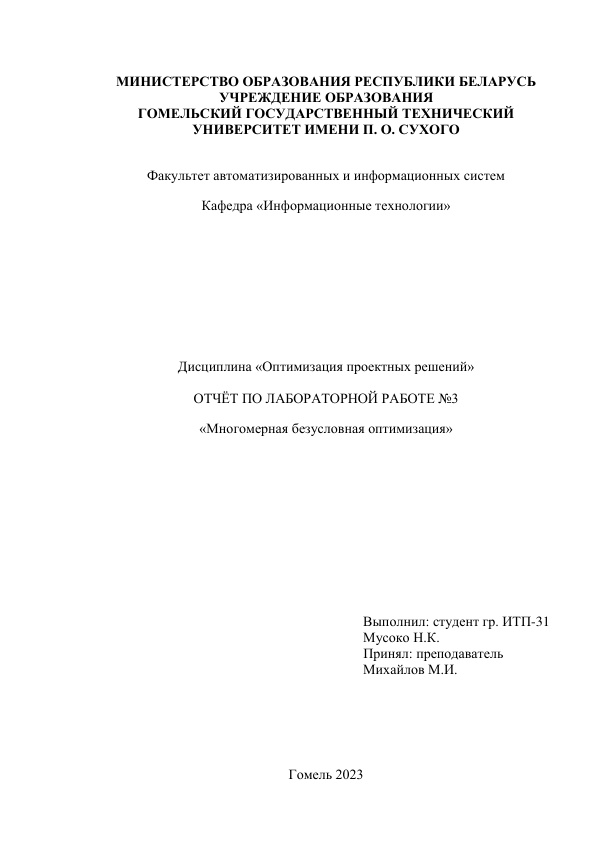 МИНИСТЕРСТВО ОБРАЗОВАНИЯ РЕСПУБЛИКИ БЕЛАРУСЬ
УЧРЕЖДЕНИЕ ОБРАЗОВАНИЯ
ГОМЕЛЬСКИЙ ГОСУДАРСТВЕННЫЙ ТЕХНИЧЕСКИЙ
УНИВЕРСИТЕТ ИМЕНИ П. О. СУХОГО
Факультет автоматизированных и информационных систем
Кафедра «Информационные технологии»
Дисциплина «Оптимизация проектных решений»
ОТЧЁТ ПО ЛАБОРАТОРНОЙ РАБОТЕ №3
«Многомерная безусловная оптимизация»
Выполнил: студент гр. ИТП-31
Мусоко Н.К.
Принял: преподаватель
Михайлов М.И.
Гомель 2023